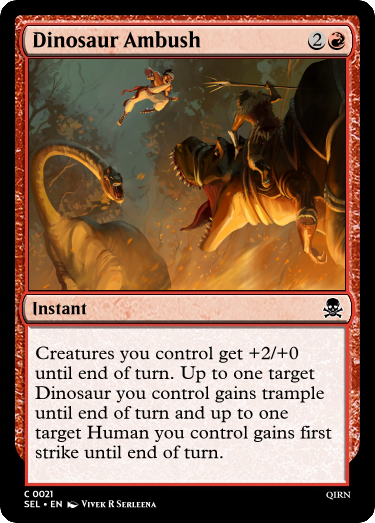 Dinosaur Ambush 2
Instant
Creatures you control get +2/+0
until end of turn. Up to one target
Dinosaur you control gains trample
until end of turn and up to one
target Human you control gains first
strike until end of turn.
C 0021
QIRN
SEL • EN Vivek R Serleena